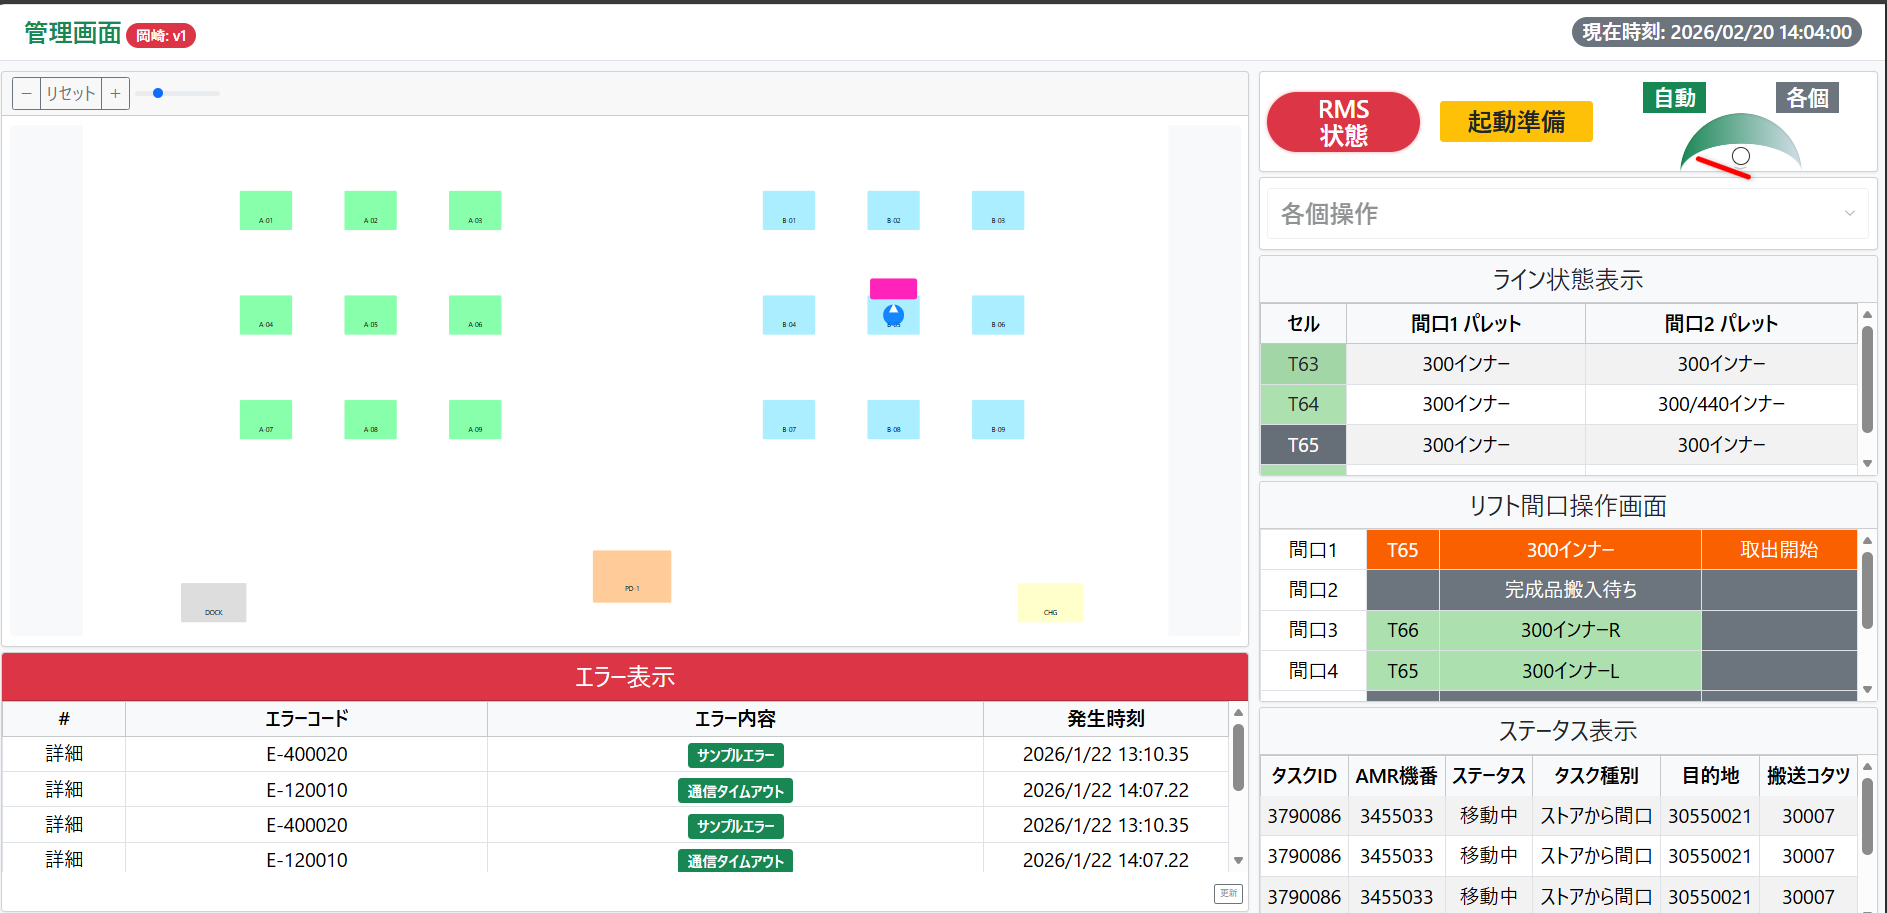 管理画面 岡崎: v1
現在時刻: 2026/02/20 14:04:00
− リセット +
A-01 A-02 A-03 B-01 B-02 B-03
A-04 A-05 A-06 B-04 B-05 B-06
A-07 A-08 A-09 B-07 B-08 B-09
PD-1
DOCK CHG
エラー表示
# エラーコード エラー内容 発生時刻
詳細 E-400020 サンプルエラー 2026/1/22 13:10.35
詳細 E-120010 通信タイムアウト 2026/1/22 14:07.22
詳細 E-400020 サンプルエラー 2026/1/22 13:10.35
詳細 E-120010 通信タイムアウト 2026/1/22 14:07.22
更新
RMS
状態
起動準備
自動 各個
各個操作
ライン状態表示
セル 間口1 パレット 間口2 パレット
T63 300インナー 300インナー
T64 300インナー 300/440インナー
T65 300インナー 300インナー
リフト間口操作画面
間口1 T65 300インナー 取出開始
間口2 完成品搬入待ち
間口3 T66 300インナーR
間口4 T65 300インナーL
ステータス表示
タスクID AMR機番 ステータス タスク種別 目的地 搬送コタツ
3790086 3455033 移動中 ストアから間口 30550021 30007
3790086 3455033 移動中 ストアから間口 30550021 30007
3790086 3455033 移動中 ストアから間口 30550021 30007